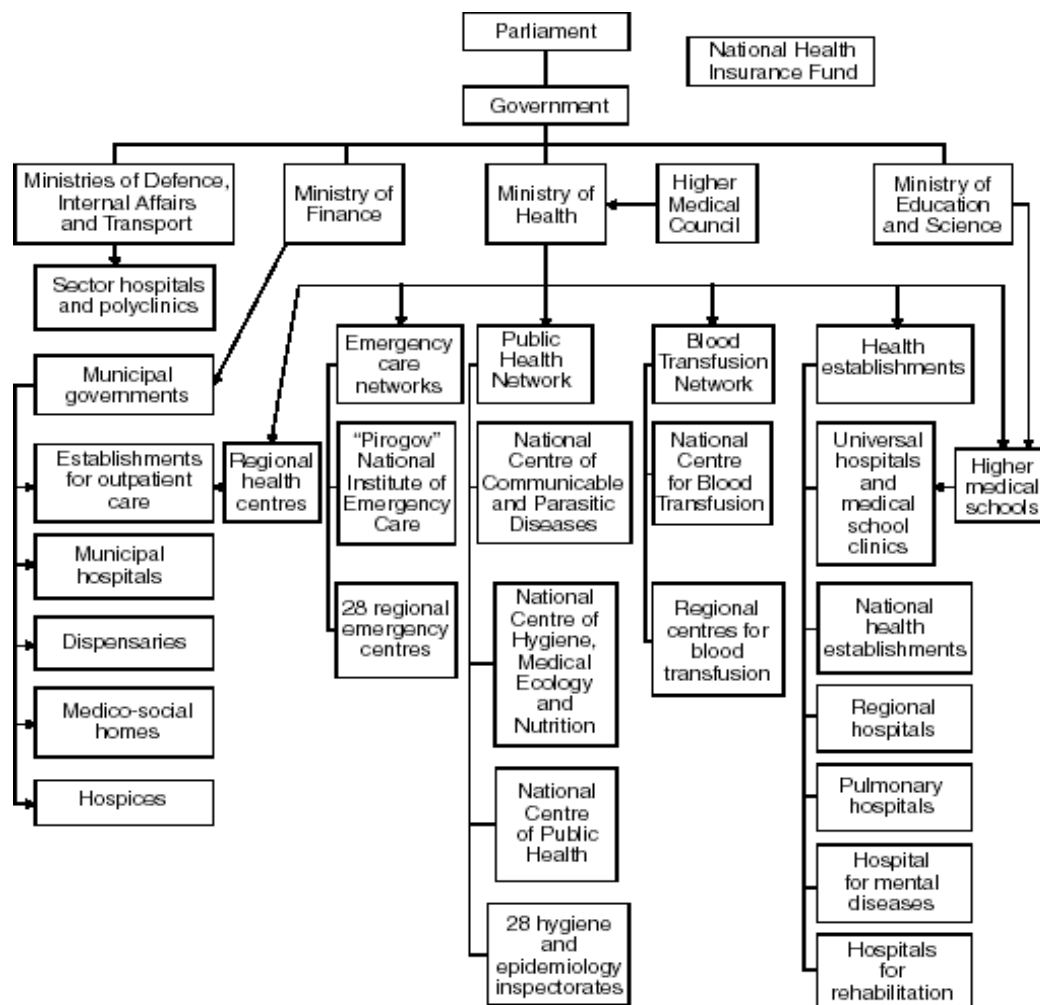 Parliament
National Health
Insurance Fund
Government
Ministries of Defence,
Internal Affairs
and Transport
Ministry of
Finance
Ministry
of
Health
Higher
Medical
Council
Ministry of
Education
and Science
Sector hospitals
and polyclinics
Municipal
governments
Emergency
care
networks
Public
Health
Network
Blood
Transfusion
Network
Health
establishments
Establishments
for outpatient
care
Regional
health
centres
“Pirogov”
National
Institute of
Emergency
Care
National
Centre of
Communicable
and Parasitic
Diseases
National
Centre
for Blood
Transfusion
Universal
hospitals
and
medical
school
clinics
Higher
medical
schools
Municipal
hospitals
Dispensaries
Medico-social
homes
Hospices
28 regional
emergency
centres
National
Centre of
Hygiene,
Medical
Ecology
and
Nutrition
Regional
centres for
blood
transfusion
National
health
establishments
Regional
hospitals
National
Centre
of Public
Health
Pulmonary
hospitals
Hospital
for mental
diseases
28 hygiene
and
epidemiology
inspectorates
Hospitals
for
rehabilitation